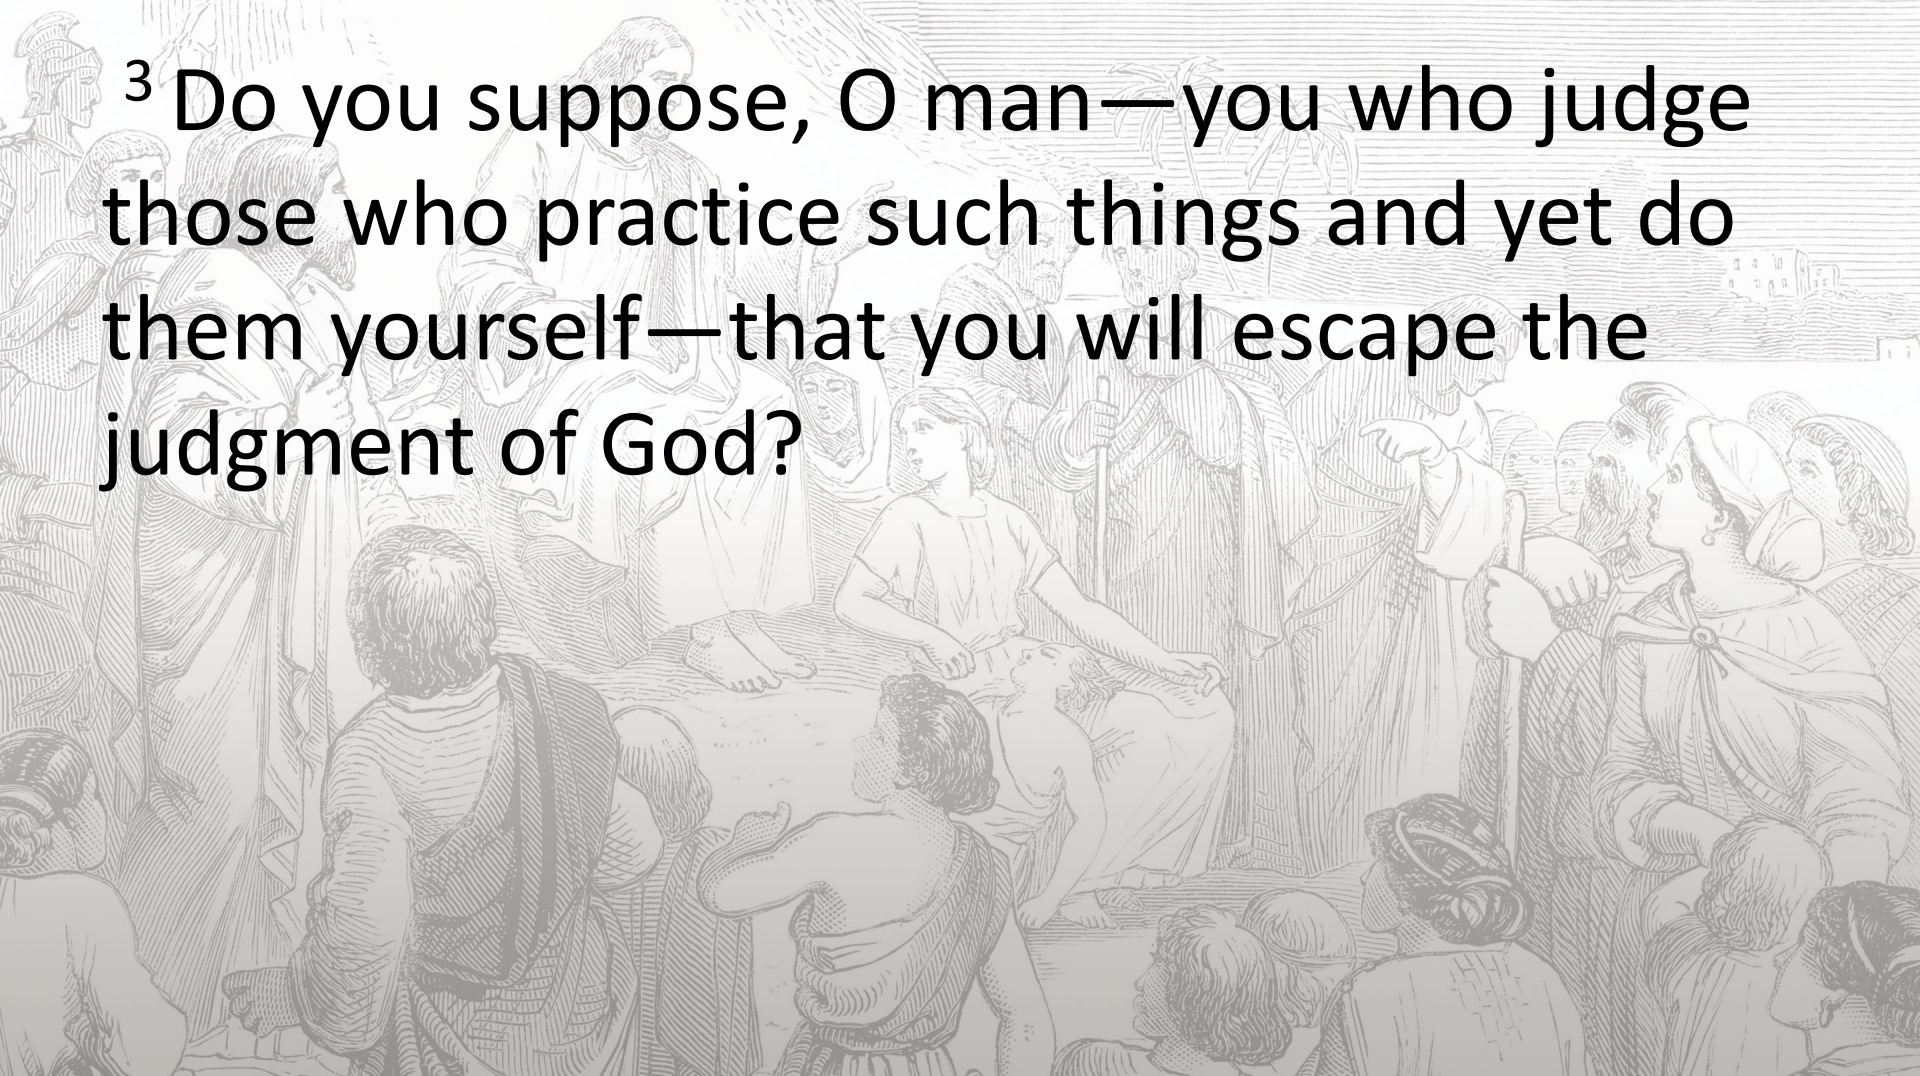 ³ Do you suppose, O man—you who judge
those who practice such things and yet do
them yourself—that you will escape the
judgment of God?